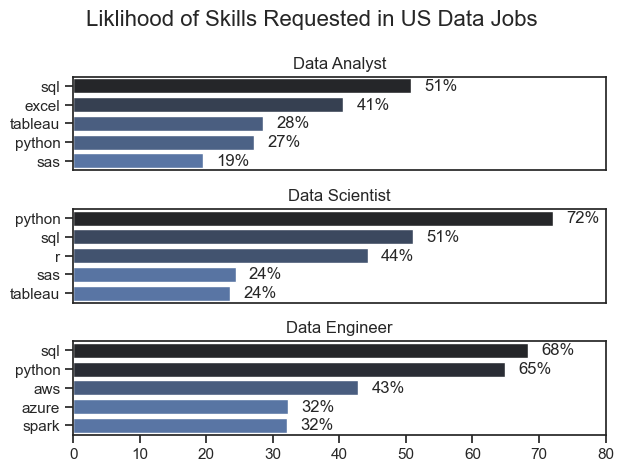 Liklihood of Skills Requested in US Data Jobs
Data Analyst
sql 51%
excel 41%
tableau 28%
python 27%
sas 19%
Data Scientist
python 72%
sql 51%
r 44%
sas 24%
tableau 24%
Data Engineer
sql 68%
python 65%
aws 43%
azure 32%
spark 32%
0 10 20 30 40 50 60 70 80